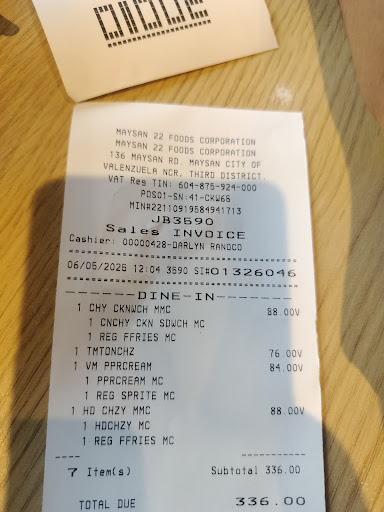 MAYSAN 22 FOODS CORPORATION
MAYSAN 22 FOODS CORPORATION
136 MAYSAN RD. MAYSAN CITY OF
VALENZUELA NCR, THIRD DISTRICT.
VAT Reg TIN: 604-875-924-000
POS01-SN:41-CKW6B
MIN#22110919584941713
JB3590
Sales INVOICE
Cashier: 00000428-DARLYN RANOCO
06/05/2025 12:04 3590 SI#01326046
-------DINE-IN-------
1 CHY CKNWCH MMC 88.00V
1 CNCHY CKN SDWCH MC
1 REG FFRIES MC
1 TMTONCHZ 76.00V
1 VM PPRCREAM 84.00V
1 PPRCREAM MC
1 REG SPRITE MC
1 HD CHZY MMC 88.00V
1 HDCHZY MC
1 REG FFRIES MC
7 Item(s) Subtotal 336.00
TOTAL DUE 336.00